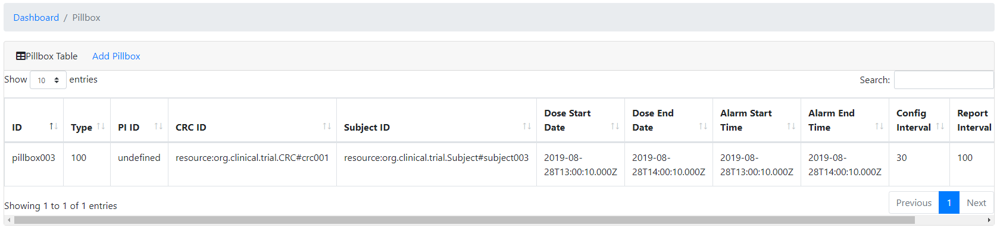 Dashboard / Pillbox
Pillbox Table Add Pillbox
Show 10 entries Search:
ID Type PI ID CRC ID Subject ID Dose Start Date Dose End Date Alarm Start Time Alarm End Time Config Interval Report Interval
pillbox003 100 undefined resource:org.clinical.trial.CRC#crc001 resource:org.clinical.trial.Subject#subject003 2019-08-28T13:00:10.000Z 2019-08-28T14:00:10.000Z 2019-08-28T13:00:10.000Z 2019-08-28T14:00:10.000Z 30 100
Showing 1 to 1 of 1 entries Previous 1 Next